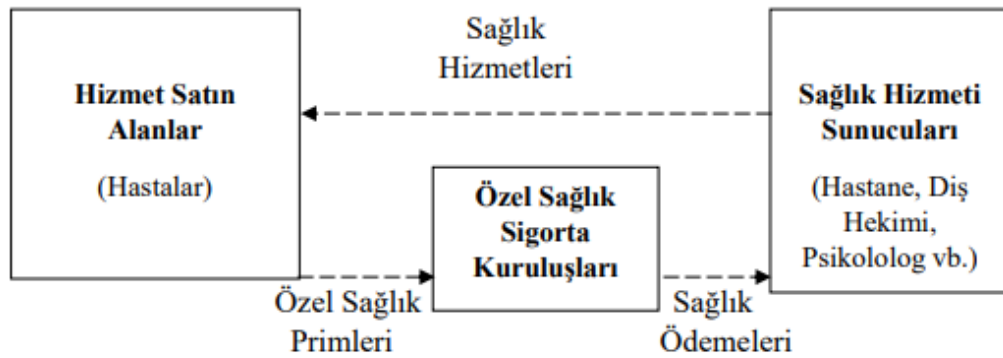 Sağlık
Hizmetleri
Hizmet Satın
Alanlar
(Hastalar)
Sağlık Hizmeti
Sunucuları
(Hastane, Diş
Hekimi,
Psikololog vb.)
Özel Sağlık
Sigorta
Kuruluşları
Özel Sağlık
Primleri
Sağlık
Ödemeleri